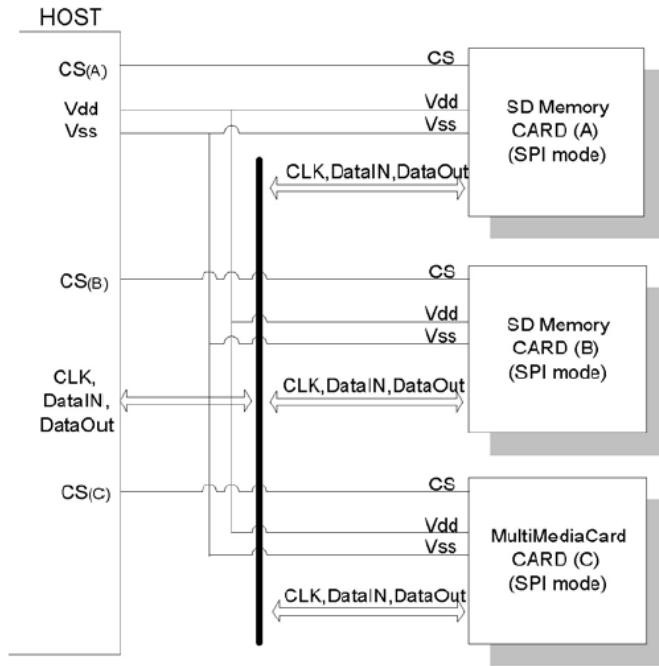 HOST
CS(A)
Vdd
Vss
CS
Vdd
Vss
SD Memory
CARD (A)
(SPI mode)
CLK,DataIN,DataOut
CS(B)
CS
Vdd
Vss
SD Memory
CARD (B)
(SPI mode)
CLK,
DataIN,
DataOut
CLK,DataIN,DataOut
CS(C)
CS
Vdd
Vss
MultiMediaCard
CARD (C)
(SPI mode)
CLK,DataIN,DataOut